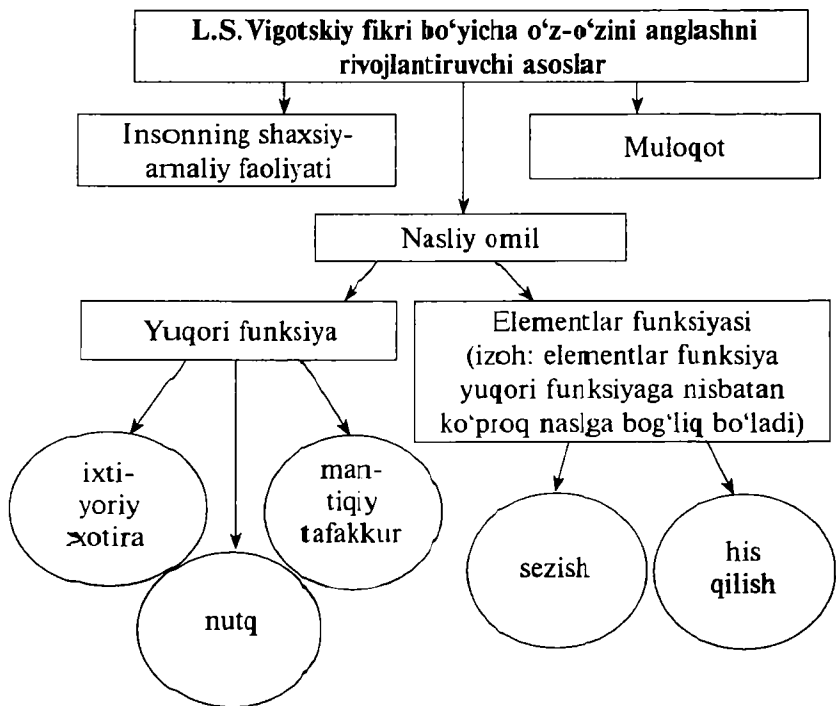 L.S.Vigotskiy fikri bo‘yicha o‘z-o‘zini anglashni
rivojlantiruvchi asoslar
Insonning shaxsiy-
amaliy faoliyati
Muloqot
Nasliy omil
Yuqori funksiya
Elementlar funksiyasi
(izoh: elementlar funksiya
yuqori funksiyaga nisbatan
ko‘proq naslga bog‘liq bo‘ladi)
ixti-
yoriy
xotira
man-
tiqiy
tafakkur
nutq
sezish
his
qilish